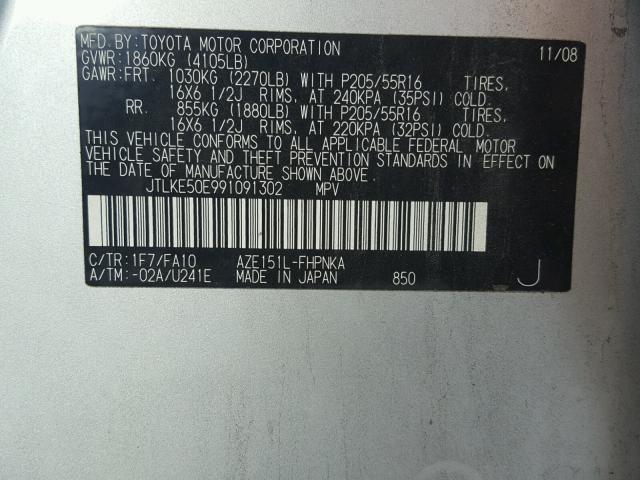 MFD. BY: TOYOTA MOTOR CORPORATION 11/08
GVWR: 1860KG (4105LB)
GAWR: FRT. 1030KG (2270LB) WITH P205/55R16 TIRES,
16X6 1/2J RIMS, AT 240KPA (35PSI) COLD.
RR. 855KG (1880LB) WITH P205/55R16 TIRES,
16X6 1/2J RIMS, AT 220KPA (32PSI) COLD.
THIS VEHICLE CONFORMS TO ALL APPLICABLE FEDERAL MOTOR
VEHICLE SAFETY AND THEFT PREVENTION STANDARDS IN EFFECT ON
THE DATE OF MANUFACTURE SHOWN ABOVE.
JTLKE50E991091302 MPV
C/TR: 1F7/FA10 AZE151L-FHPNKA
A/TM: -02A/U241E MADE IN JAPAN 850 J